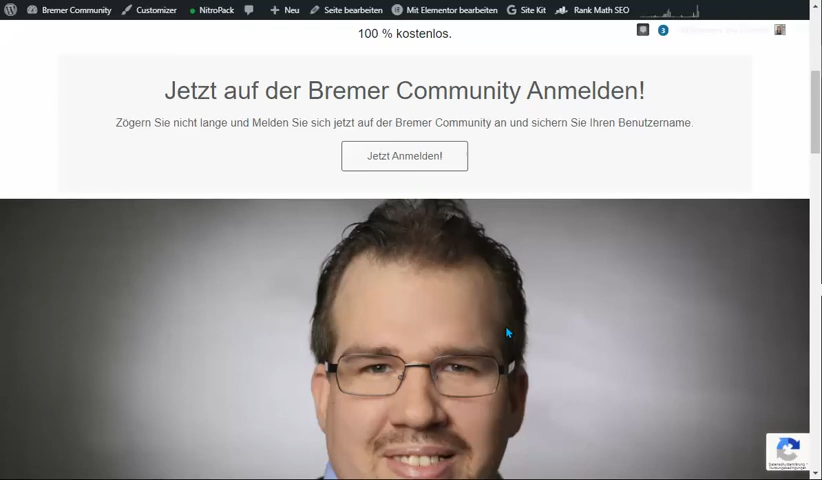 Bremer Community Customizer NitroPack Neu Seite bearbeiten Mit Elementor bearbeiten Site Kit Rank Math SEO
100 % kostenlos.
3
Jetzt auf der Bremer Community Anmelden!
Zögern Sie nicht lange und Melden Sie sich jetzt auf der Bremer Community an und sichern Sie Ihren Benutzername.
Jetzt Anmelden!